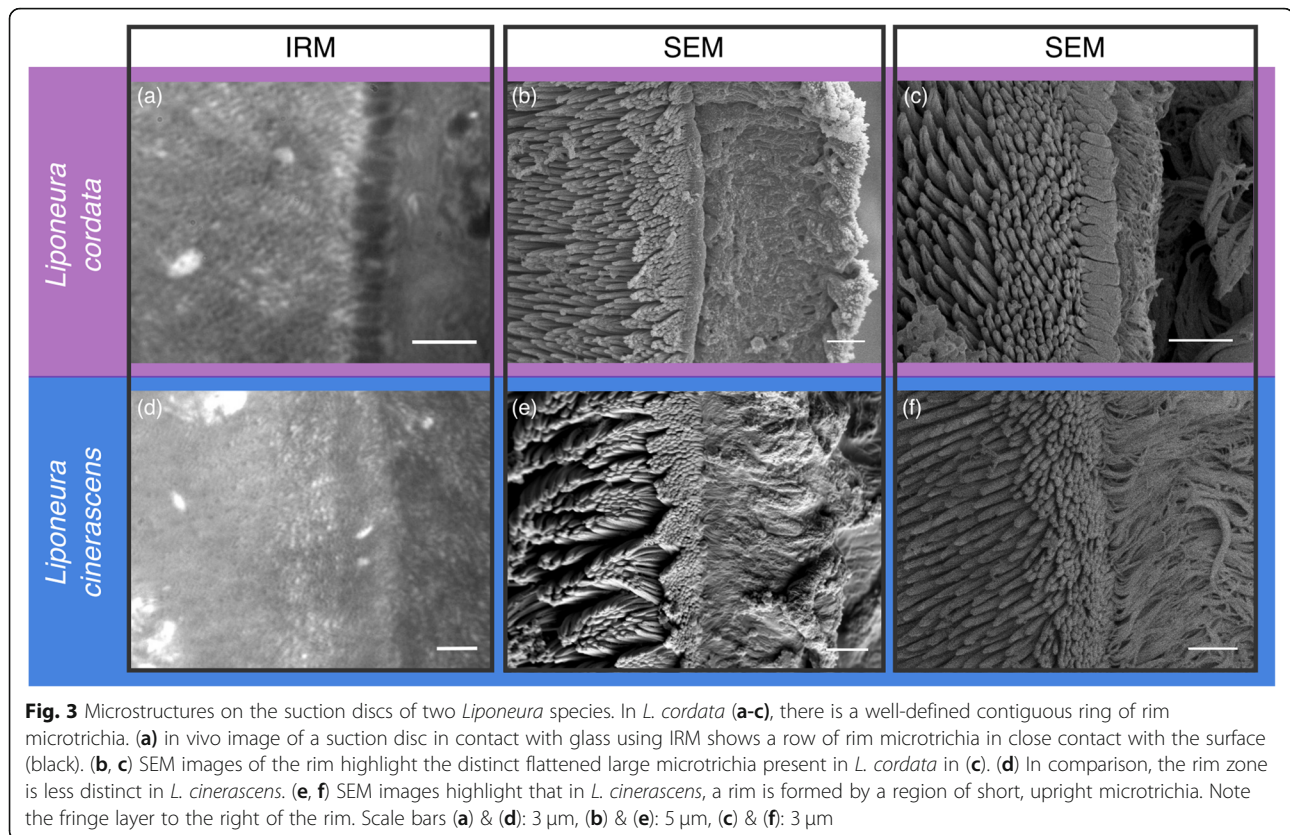 IRM
SEM
SEM
Liponeura
cordata
(a)
(b)
(c)
Liponeura
cinerascens
(d)
(e)
(f)
Fig. 3 Microstructures on the suction discs of two Liponeura species. In L. cordata (a-c), there is a well-defined contiguous ring of rim
microtrichia. (a) in vivo image of a suction disc in contact with glass using IRM shows a row of rim microtrichia in close contact with the surface
(black). (b, c) SEM images of the rim highlight the distinct flattened large microtrichia present in L. cordata in (c). (d) In comparison, the rim zone
is less distinct in L. cinerascens. (e, f) SEM images highlight that in L. cinerascens, a rim is formed by a region of short, upright microtrichia. Note
the fringe layer to the right of the rim. Scale bars (a) & (d): 3 μm, (b) & (e): 5 μm, (c) & (f): 3 μm